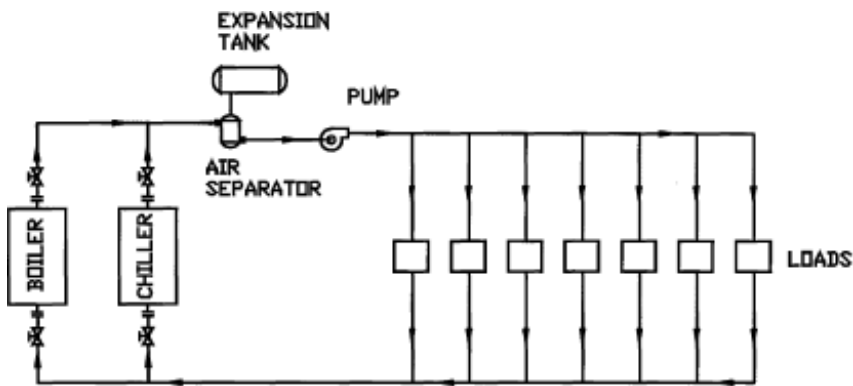 EXPANSION
TANK
PUMP
AIR
SEPARATOR
BOILER
CHILLER
LOADS